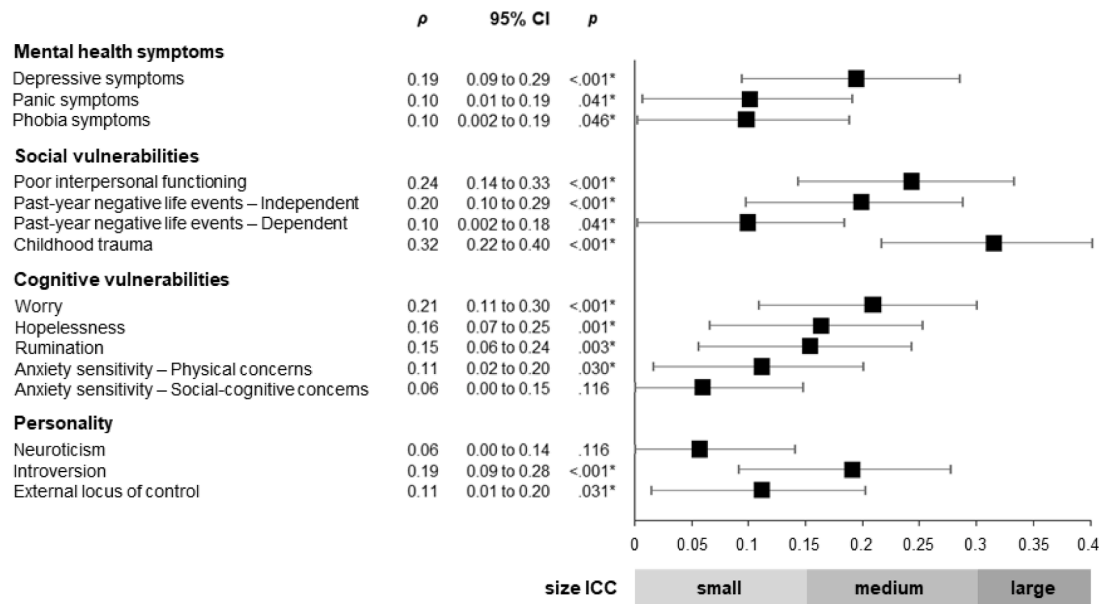 ρ 95% CI p
Mental health symptoms
Depressive symptoms 0.19 0.09 to 0.29 <.001*
Panic symptoms 0.10 0.01 to 0.19 .041*
Phobia symptoms 0.10 0.002 to 0.19 .046*
Social vulnerabilities
Poor interpersonal functioning 0.24 0.14 to 0.33 <.001*
Past-year negative life events – Independent 0.20 0.10 to 0.29 <.001*
Past-year negative life events – Dependent 0.10 0.002 to 0.18 .041*
Childhood trauma 0.32 0.22 to 0.40 <.001*
Cognitive vulnerabilities
Worry 0.21 0.11 to 0.30 <.001*
Hopelessness 0.16 0.07 to 0.25 .001*
Rumination 0.15 0.06 to 0.24 .003*
Anxiety sensitivity – Physical concerns 0.11 0.02 to 0.20 .030*
Anxiety sensitivity – Social-cognitive concerns 0.06 0.00 to 0.15 .116
Personality
Neuroticism 0.06 0.00 to 0.14 .116
Introversion 0.19 0.09 to 0.28 <.001*
External locus of control 0.11 0.01 to 0.20 .031*
0 0.05 0.1 0.15 0.2 0.25 0.3 0.35 0.4
size ICC small medium large